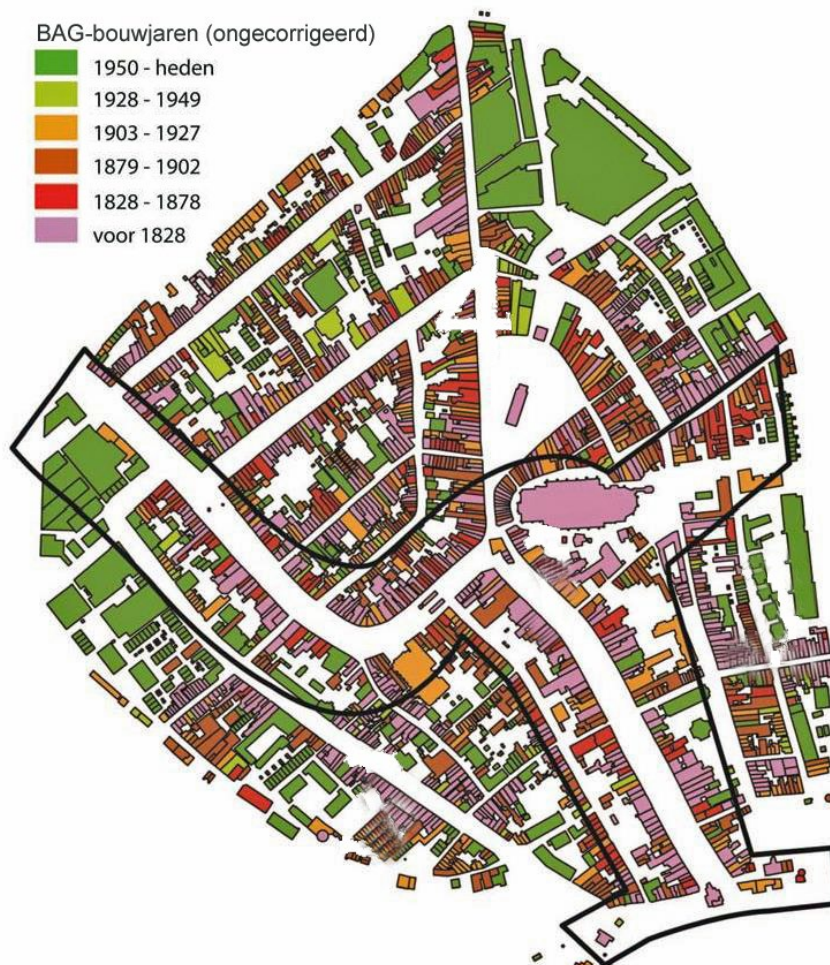 BAG-bouwjaren (ongecorrigeerd)
1950 - heden
1928 - 1949
1903 - 1927
1879 - 1902
1828 - 1878
voor 1828